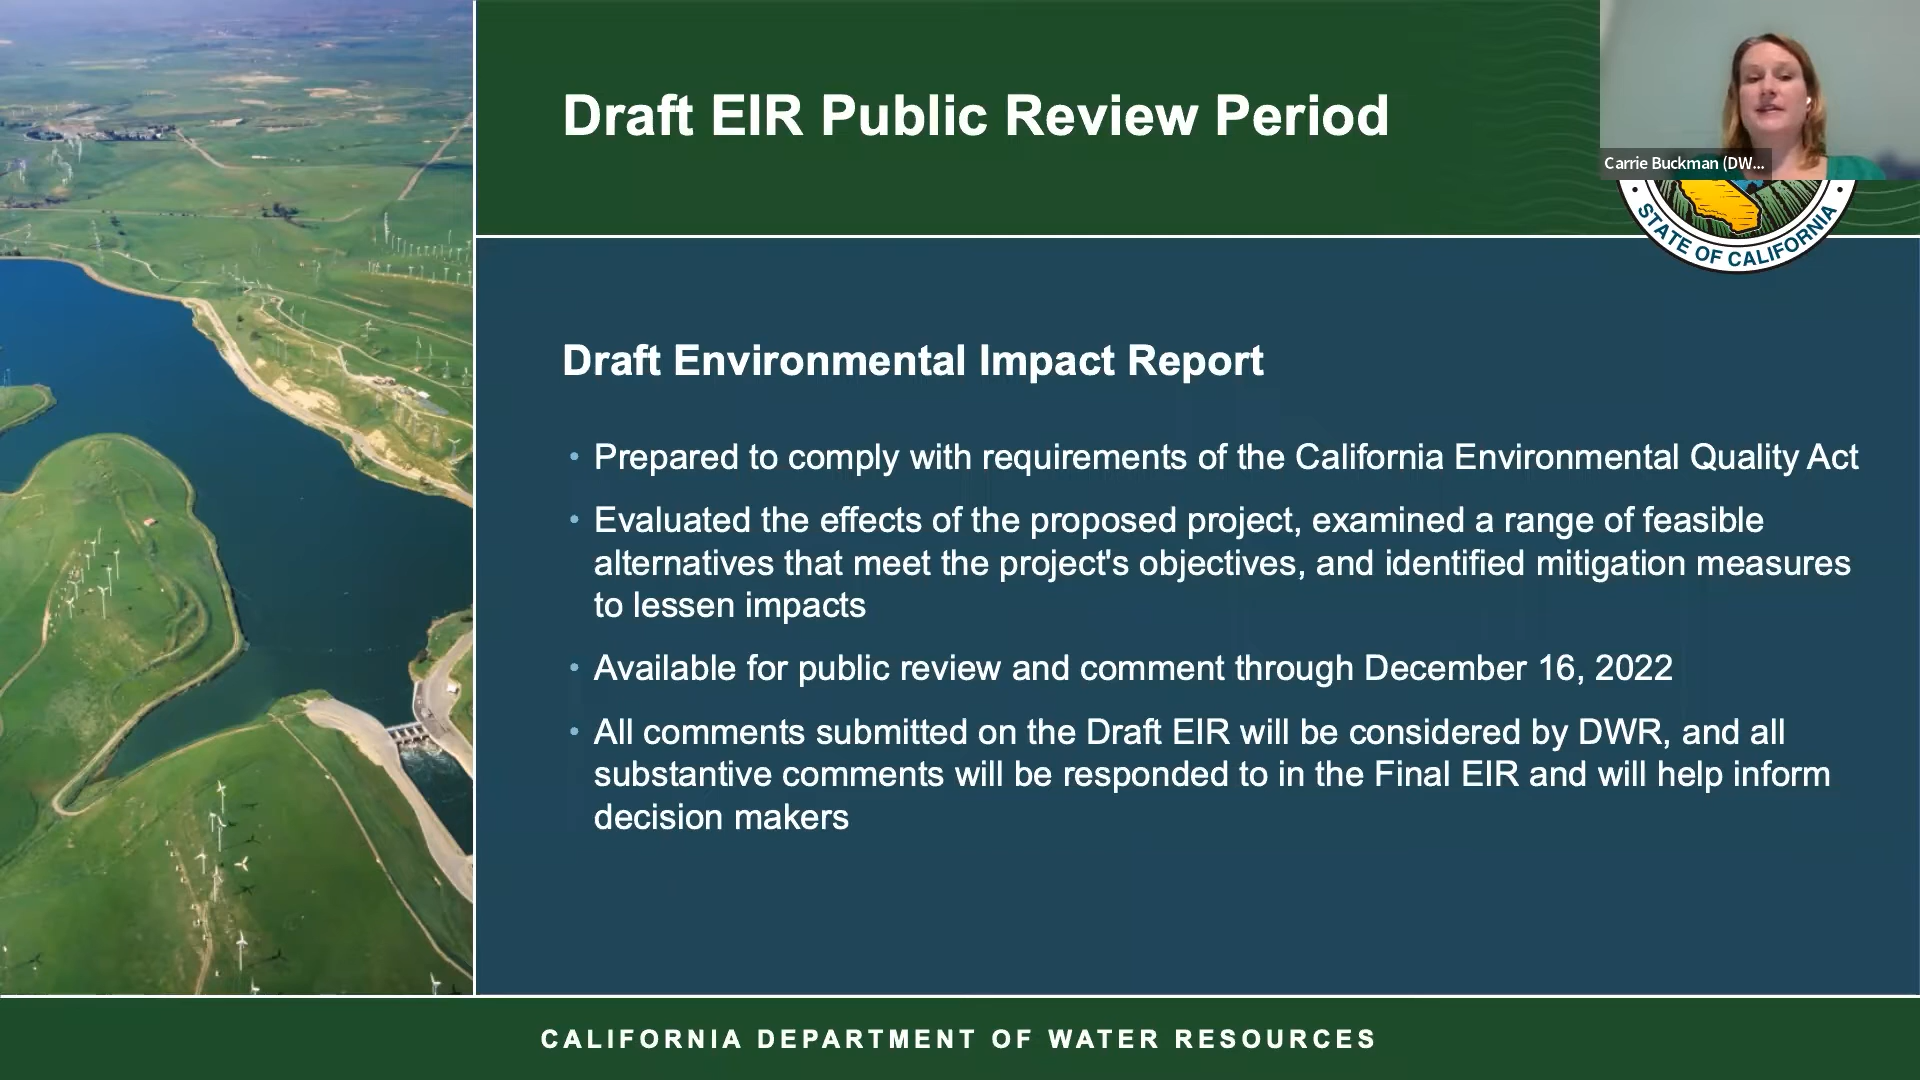 Draft EIR Public Review Period
Carrie Buckman (DW...
STATE OF CALIFORNIA
Draft Environmental Impact Report
• Prepared to comply with requirements of the California Environmental Quality Act
• Evaluated the effects of the proposed project, examined a range of feasible
alternatives that meet the project's objectives, and identified mitigation measures
to lessen impacts
• Available for public review and comment through December 16, 2022
• All comments submitted on the Draft EIR will be considered by DWR, and all
substantive comments will be responded to in the Final EIR and will help inform
decision makers
CALIFORNIA DEPARTMENT OF WATER RESOURCES